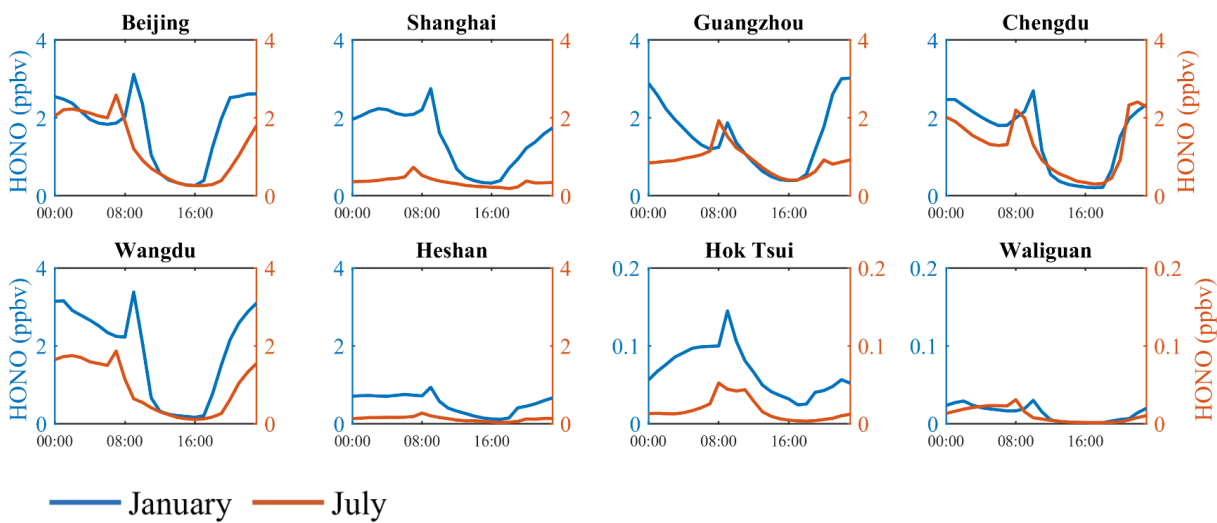 Beijing Shanghai Guangzhou Chengdu
4 4 4 4 4 4 4 4
HONO (ppbv) 2 2 2 2 2 2 2 2 HONO (ppbv)
0 0 0 0 0 0 0 0
00:00 08:00 16:00 00:00 08:00 16:00 00:00 08:00 16:00 00:00 08:00 16:00
Wangdu Heshan Hok Tsui Waliguan
4 4 4 4 0.2 0.2 0.2 0.2
HONO (ppbv) 2 2 2 2 0.1 0.1 0.1 0.1 HONO (ppbv)
0 0 0 0 0 0 0 0
00:00 08:00 16:00 00:00 08:00 16:00 00:00 08:00 16:00 00:00 08:00 16:00
January July